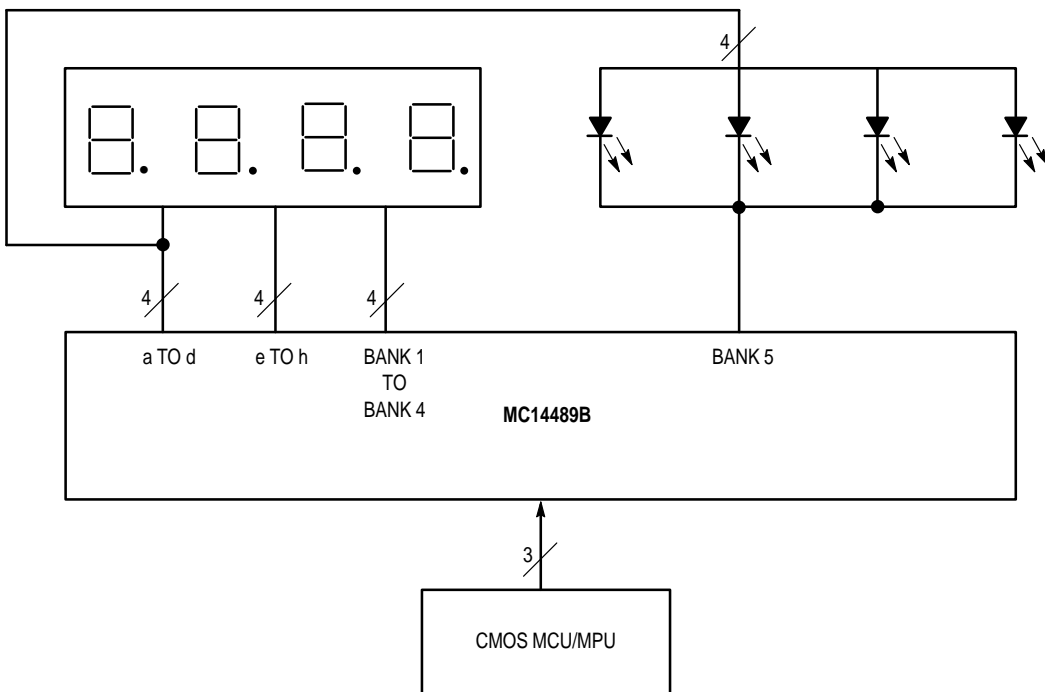 4
4
4
4
a TO d
e TO h
BANK 1
TO
BANK 4
BANK 5
MC14489B
3
CMOS MCU/MPU